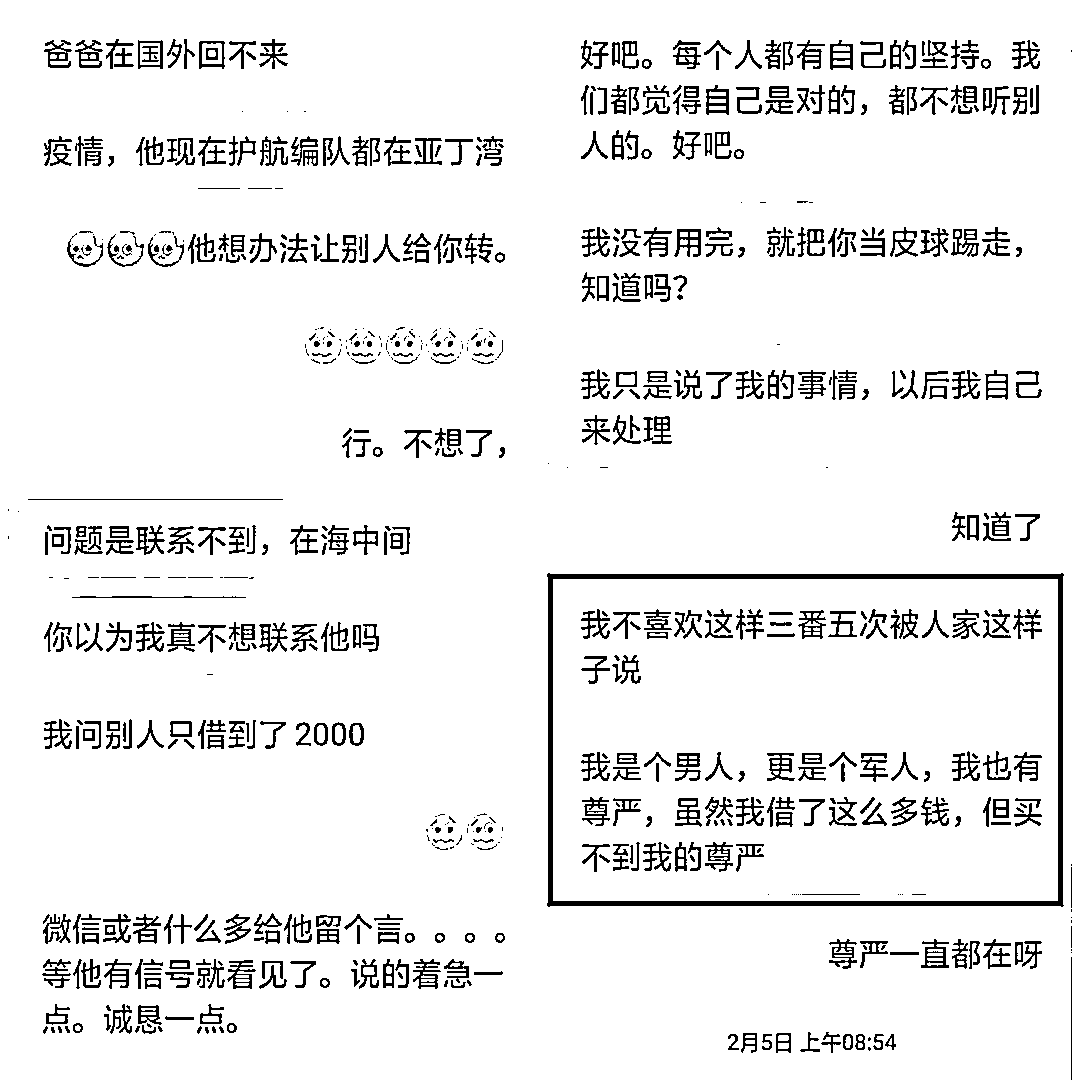 爸爸在国外回不来
疫情，他现在护航编队都在亚丁湾
他想办法让别人给你转。
行。不想了，
问题是联系不到，在海中间
你以为我真不想联系他吗
我问别人只借到了2000
微信或者什么多给他留个言。。。。
等他有信号就看见了。说的着急一
点。诚恳一点。
好吧。每个人都有自己的坚持。我
们都觉得自己是对的，都不想听别
人的。好吧。
我没有用完，就把你当皮球踢走，
知道吗？
我只是说了我的事情，以后我自己
来处理
知道了
我不喜欢这样三番五次被人家这样
子说
我是个男人，更是个军人，我也有
尊严，虽然我借了这么多钱，但买
不到我的尊严
尊严一直都在呀
2月5日 上午08:54